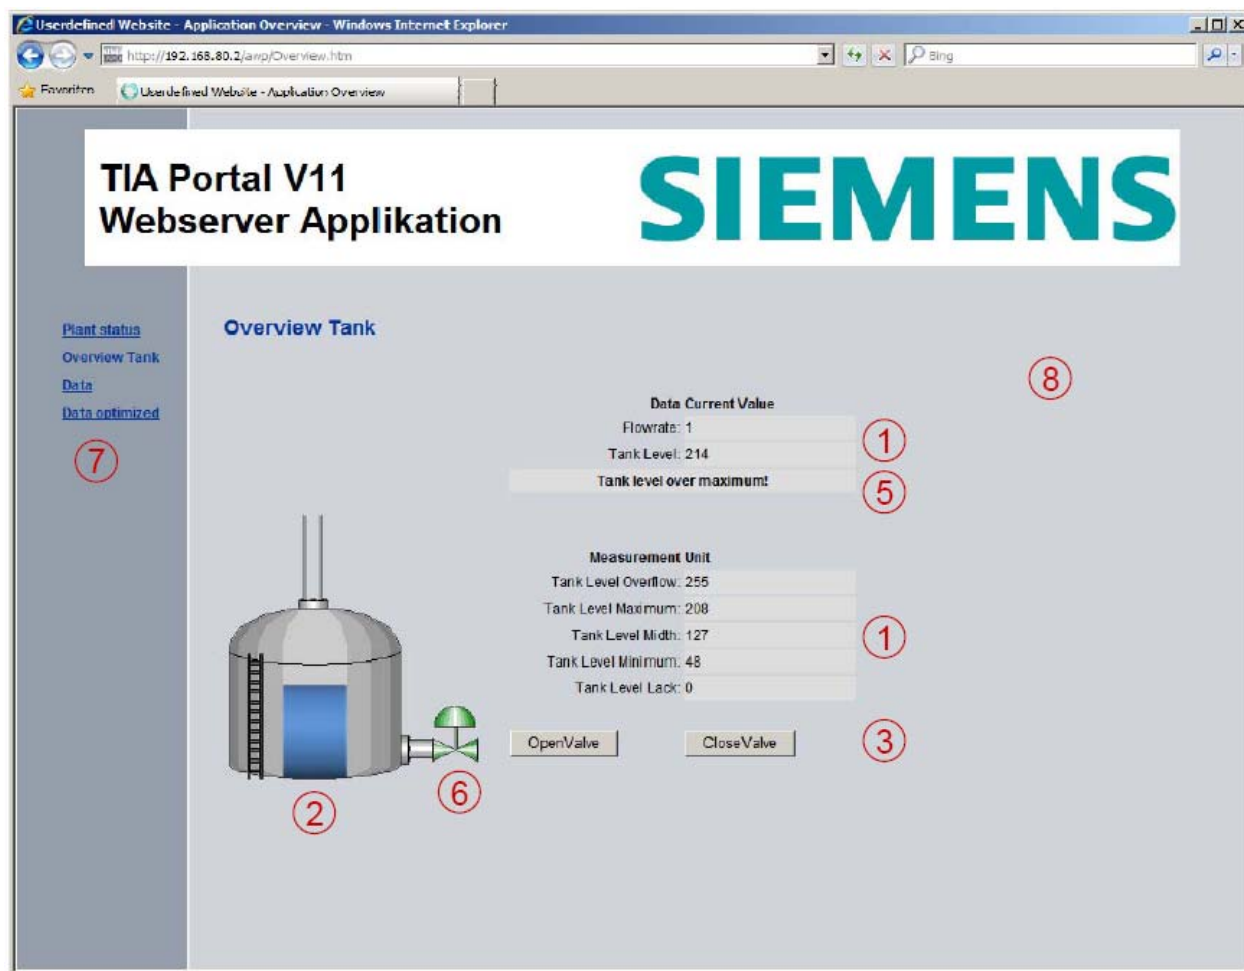 Userdefined Website - Application Overview - Windows Internet Explorer
http://192.168.80.2/awp/Overview.htm
Bing
Favoriten
Userdefined Website - Application Overview
TIA Portal V11
Webserver Applikation
SIEMENS
Plant status
Overview Tank
Data
Data optimized
7
Overview Tank
8
Data Current Value
Flowrate: 1
Tank Level: 214
1
Tank level over maximum!
5
Measurement Unit
Tank Level Overflow: 255
Tank Level Maximum: 208
Tank Level Midth: 127
1
Tank Level Minimum: 48
Tank Level Lack: 0
OpenValve
CloseValve
3
6
2